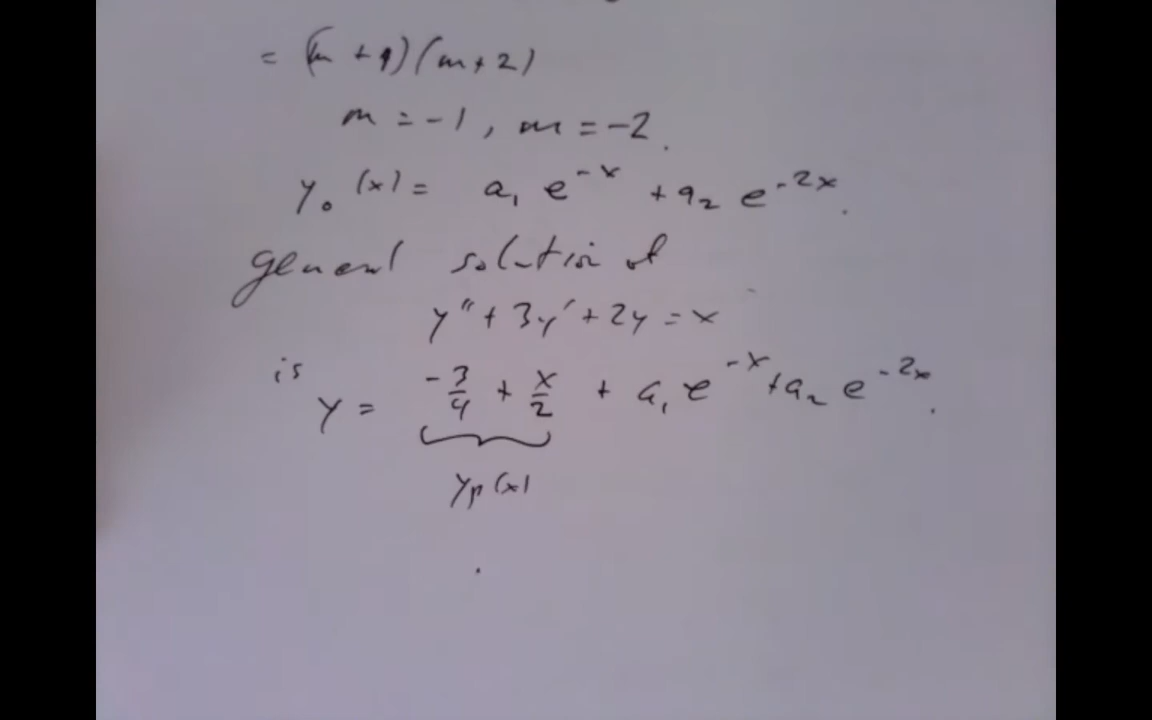 = (m + 1)(m + 2)
m = -1, m = -2.
y₀(x) = a₁ e^{-x} + a₂ e^{-2x}.
general solution of
y'' + 3y' + 2y = x
is y = -3/4 + x/2 + a₁ e^{-x} + a₂ e^{-2x}.
yₚ(x)